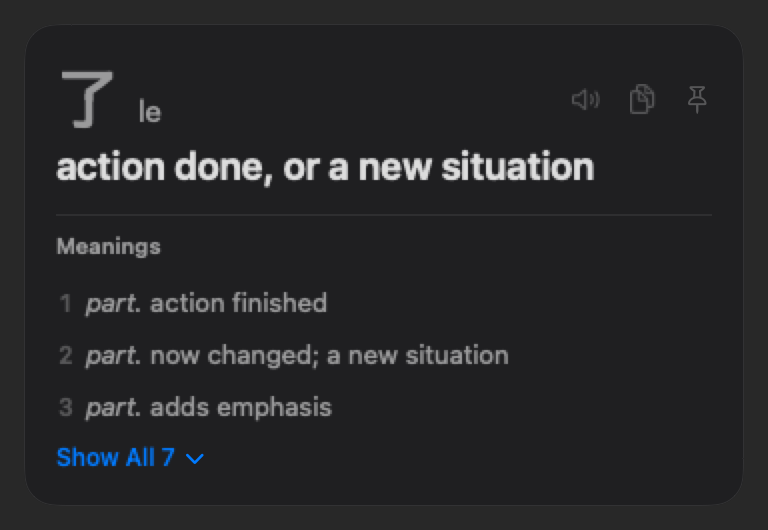 了 le
action done, or a new situation
Meanings
1 part. action finished
2 part. now changed; a new situation
3 part. adds emphasis
Show All 7